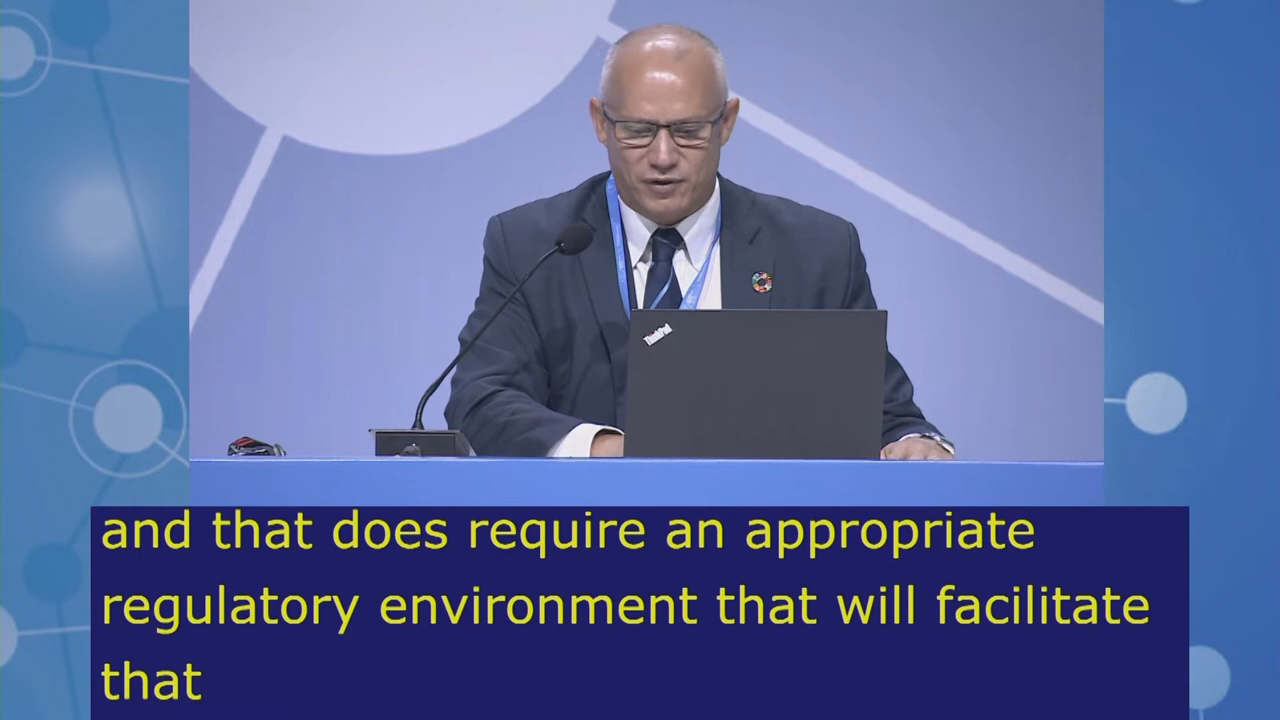 ThinkPad
and that does require an appropriate
regulatory environment that will facilitate
that